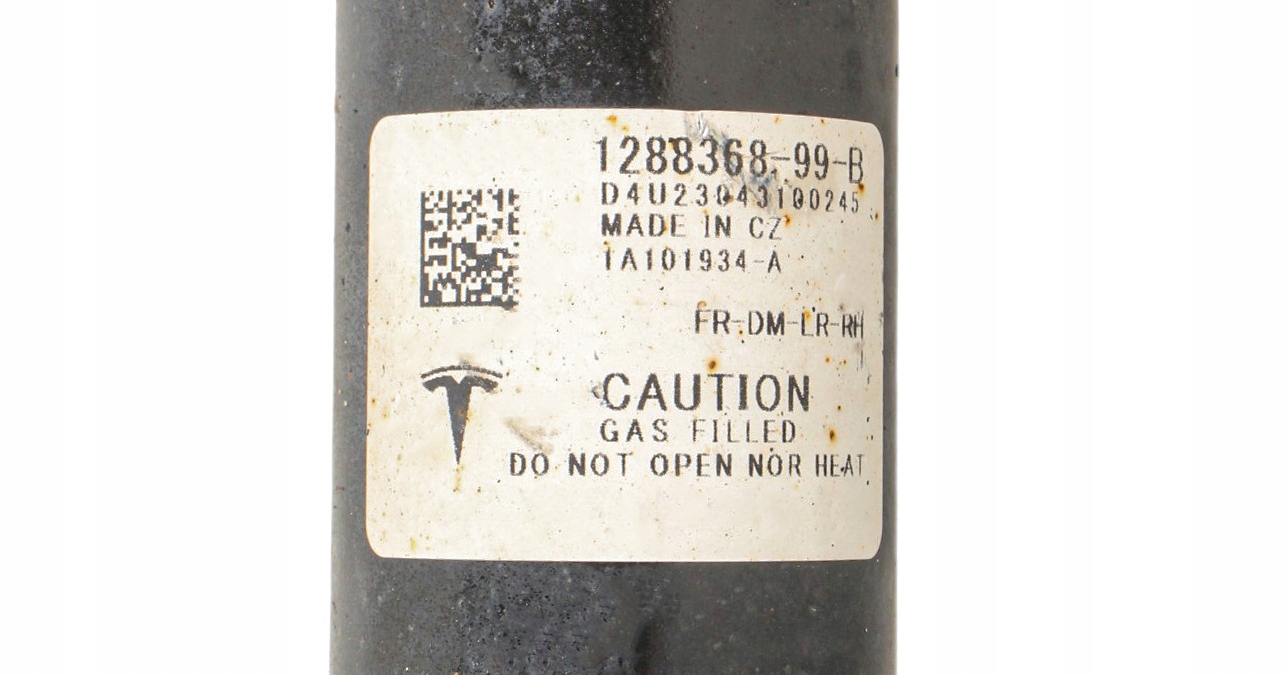 1288368-99-B
D4U23043100245
MADE IN CZ
1A101934-A
FR-DM-LR-RH
CAUTION
GAS FILLED
DO NOT OPEN NOR HEAT